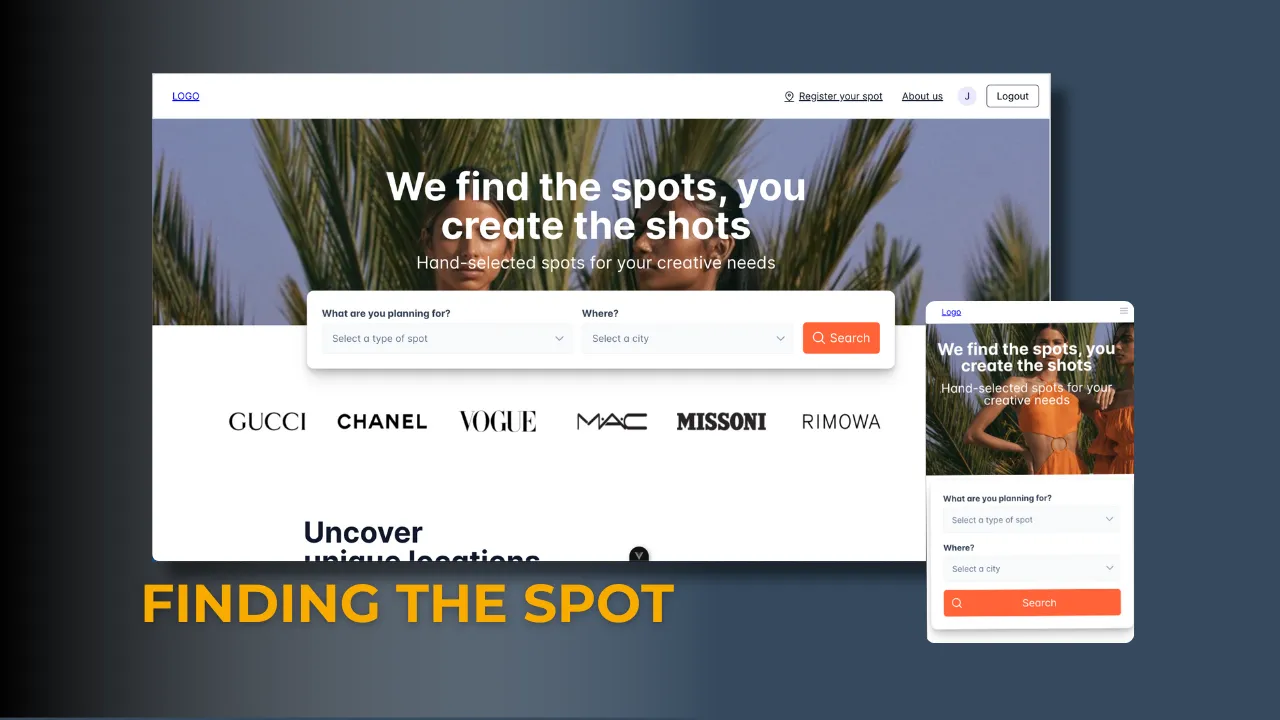 LOGO
Register your spot
About us
J
Logout
We find the spots, you
create the shots
Hand-selected spots for your creative needs
What are you planning for?
Where?
Select a type of spot
Select a city
Search
GUCCI
CHANEL
VOGUE
MAC
MISSONI
RIMOWA
Uncover
unique locations
FINDING THE SPOT
Logo
We find the spots, you
create the shots
Hand-selected spots for your
creative needs
What are you planning for?
Select a type of spot
Where?
Select a city
Search